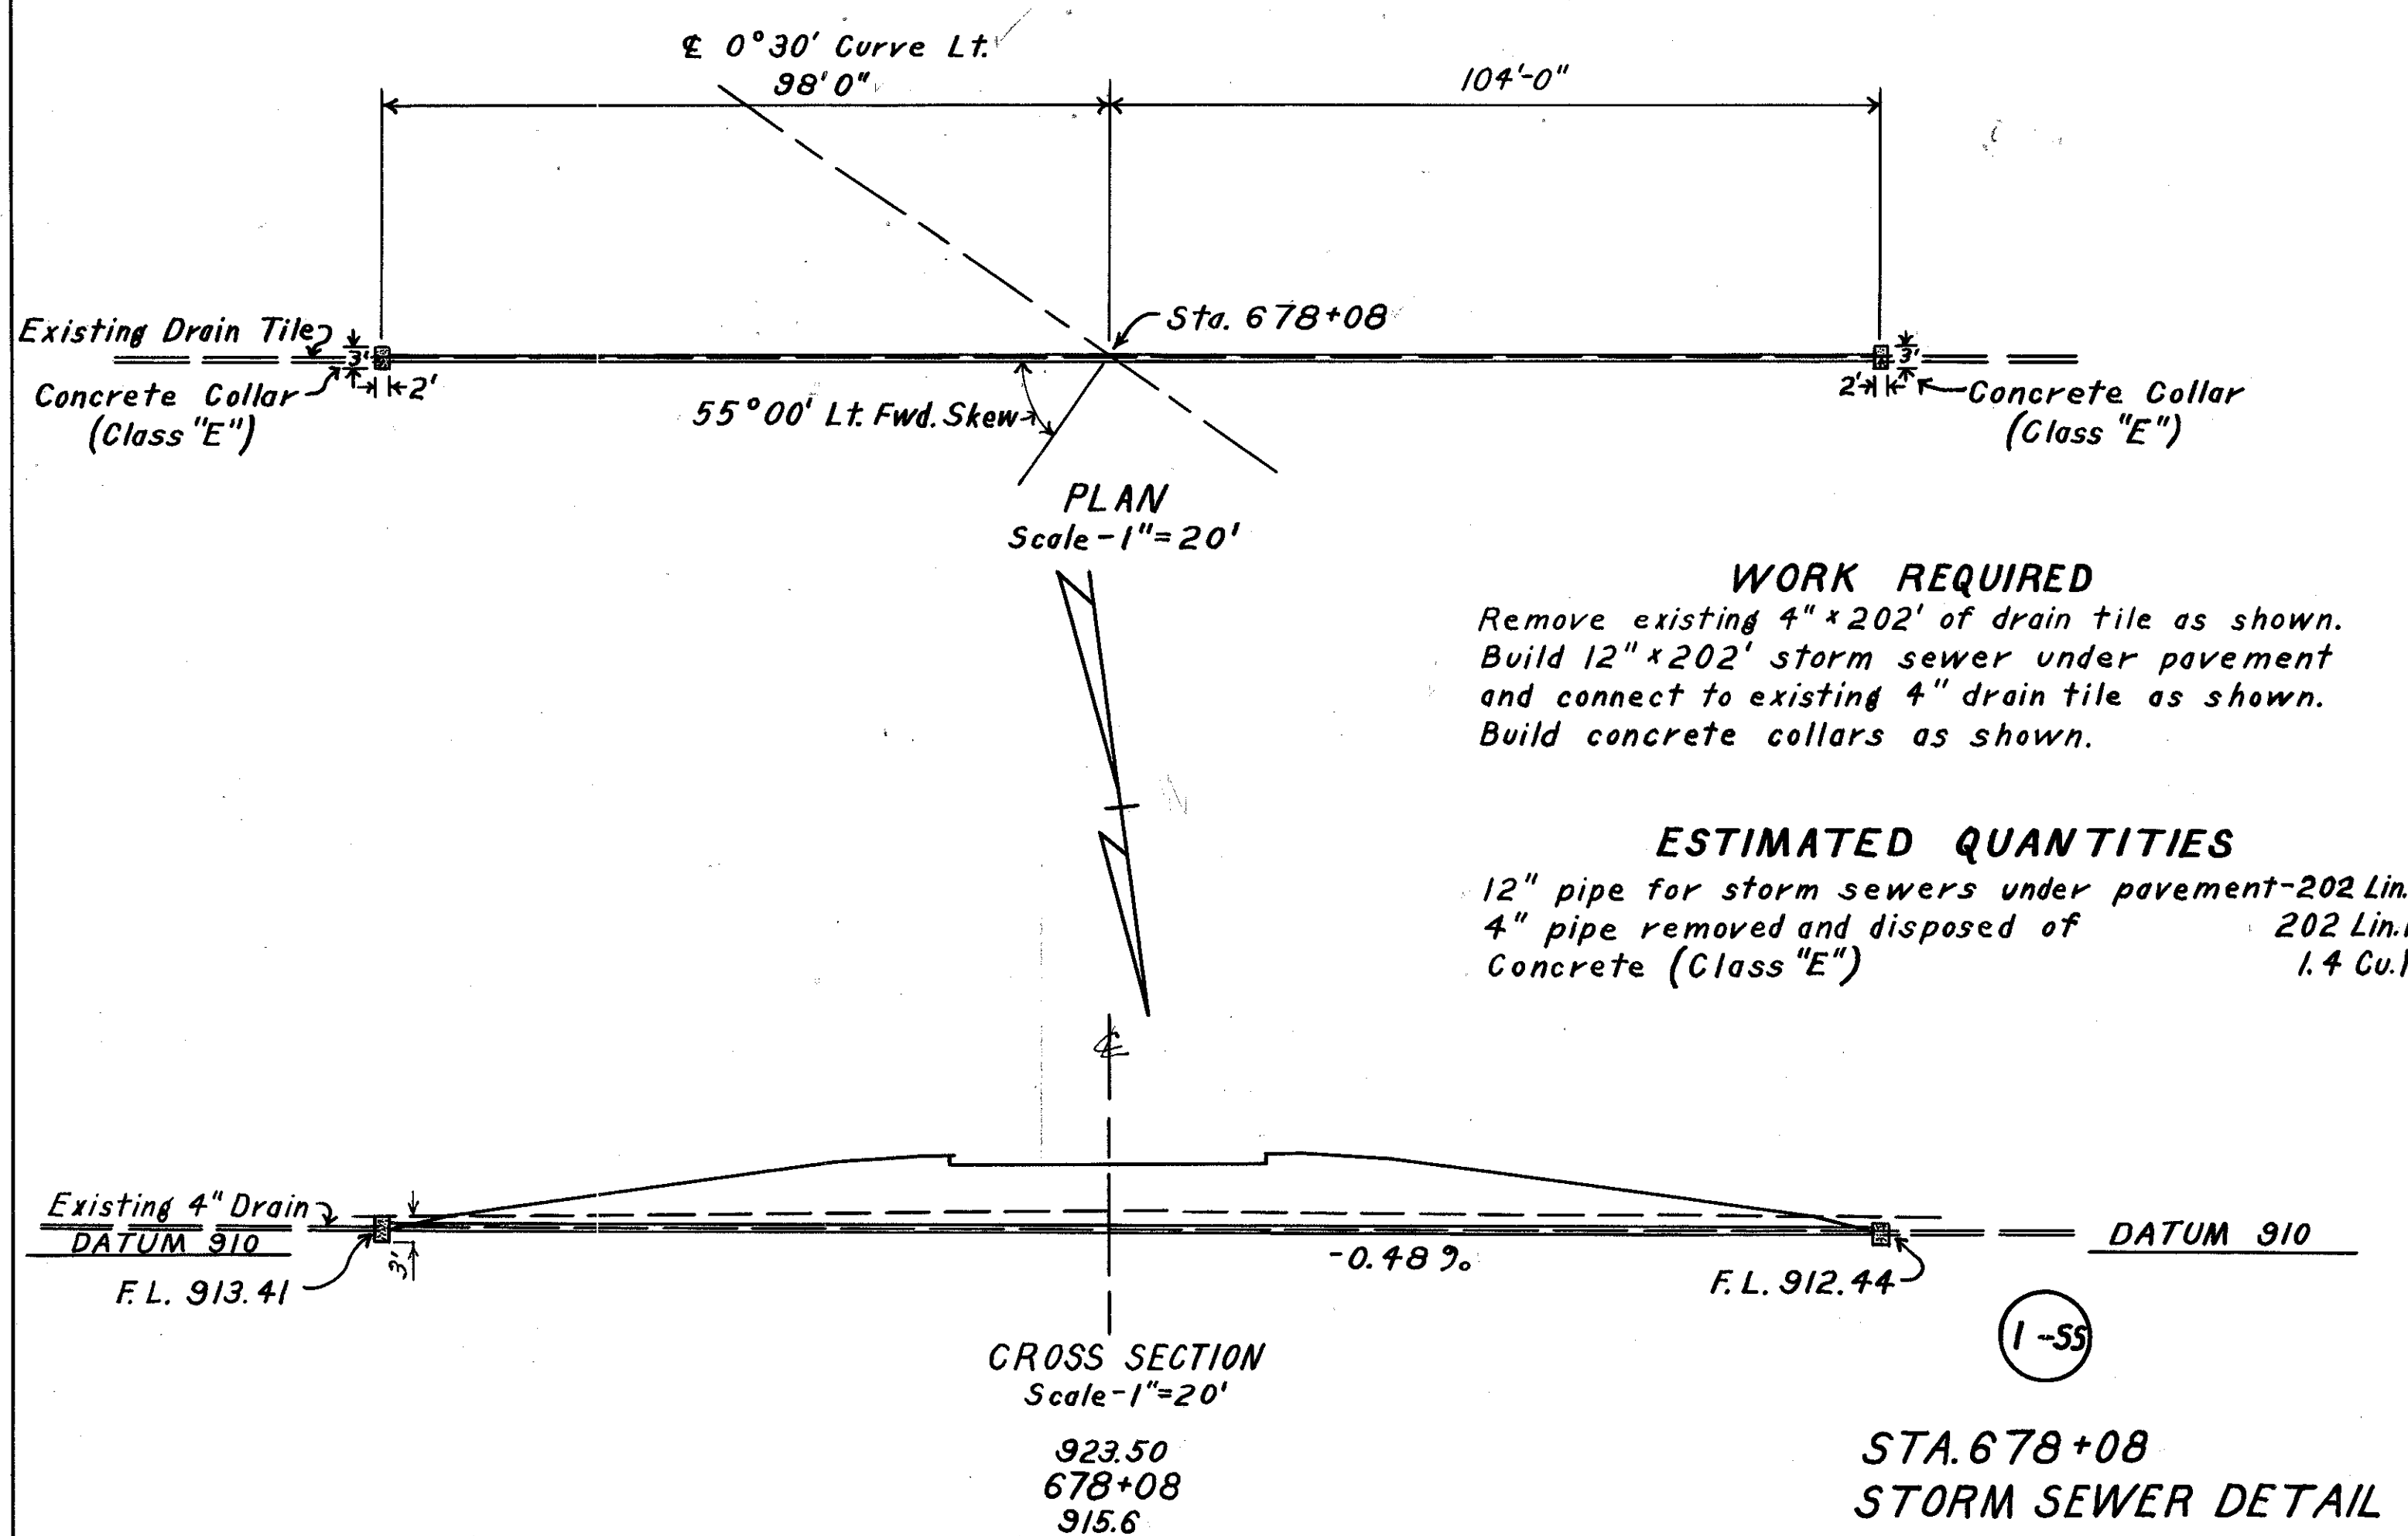 ℄ 0°30' Curve Lt.
98'0"
104'-0"
Sta. 678+08
Existing Drain Tile
3'
2'
Concrete Collar
(Class "E")
55°00' Lt. Fwd. Skew
3'
2'
Concrete Collar
(Class "E")
PLAN
Scale-1"=20'
WORK REQUIRED
Remove existing 4"x202' of drain tile as shown.
Build 12"x202' storm sewer under pavement
and connect to existing 4" drain tile as shown.
Build concrete collars as shown.
ESTIMATED QUANTITIES
12" pipe for storm sewers under pavement-202 Lin.
4" pipe removed and disposed of 202 Lin.
Concrete (Class "E") 1.4 Cu.
℄
Existing 4" Drain
DATUM 910
3'
F.L. 913.41
-0.48%
F.L. 912.44
DATUM 910
1-SS
CROSS SECTION
Scale-1"=20'
923.50
678+08
915.6
STA. 678+08
STORM SEWER DETAIL